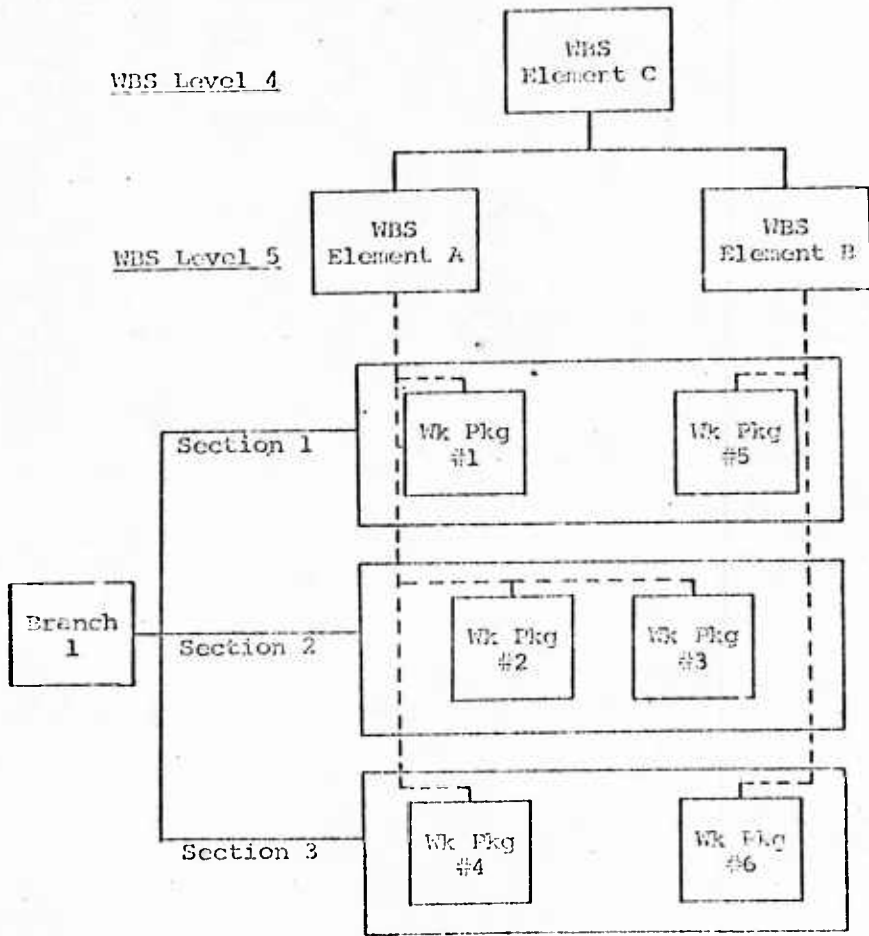 WBS
Element C
WBS Level 4
WBS
Element A
WBS
Element B
WBS Level 5
Wk Pkg
#1
Wk Pkg
#5
Section 1
Branch
1
Section 2
Wk Pkg
#2
Wk Pkg
#3
Section 3
Wk Pkg
#4
Wk Pkg
#6